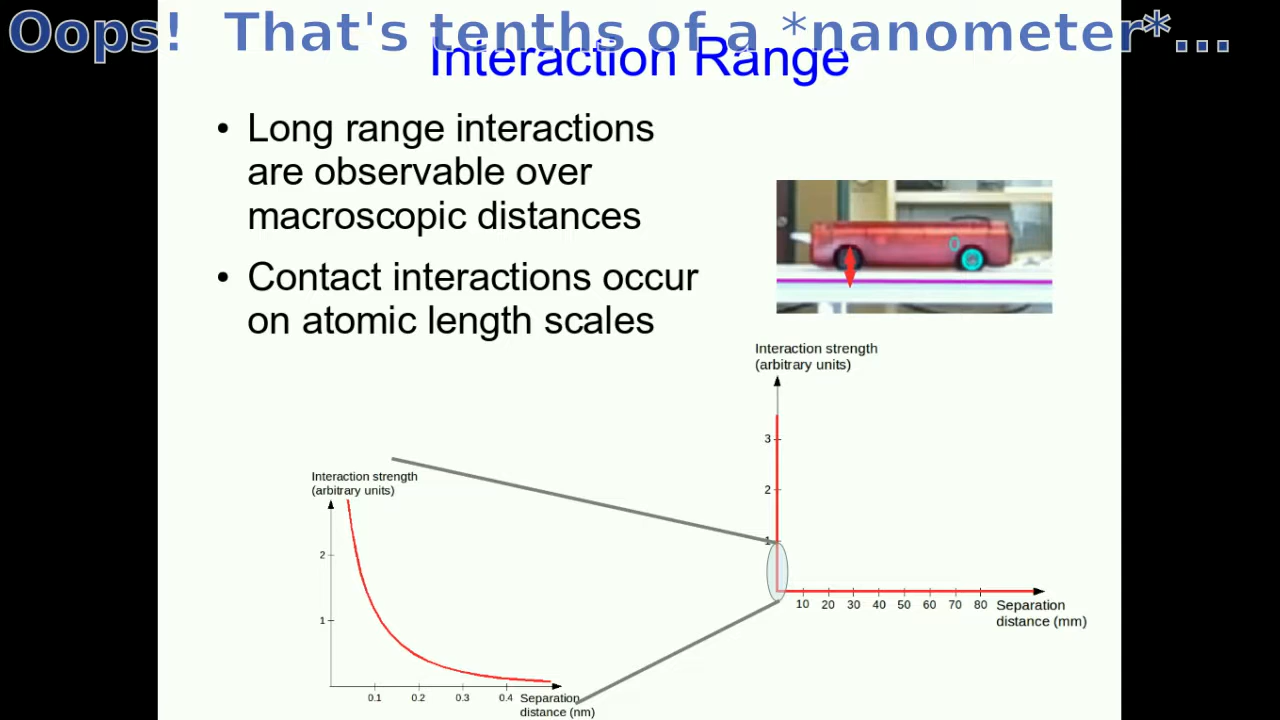 Oops!  That's tenths of a *nanometer*...
Interaction Range
• Long range interactions
are observable over
macroscopic distances
• Contact interactions occur
on atomic length scales
0
Interaction strength
(arbitrary units)
3
2
1
10 20 30 40 50 60 70 80
Separation
distance (mm)
Interaction strength
(arbitrary units)
2
1
0.1 0.2 0.3 0.4
Separation
distance (nm)